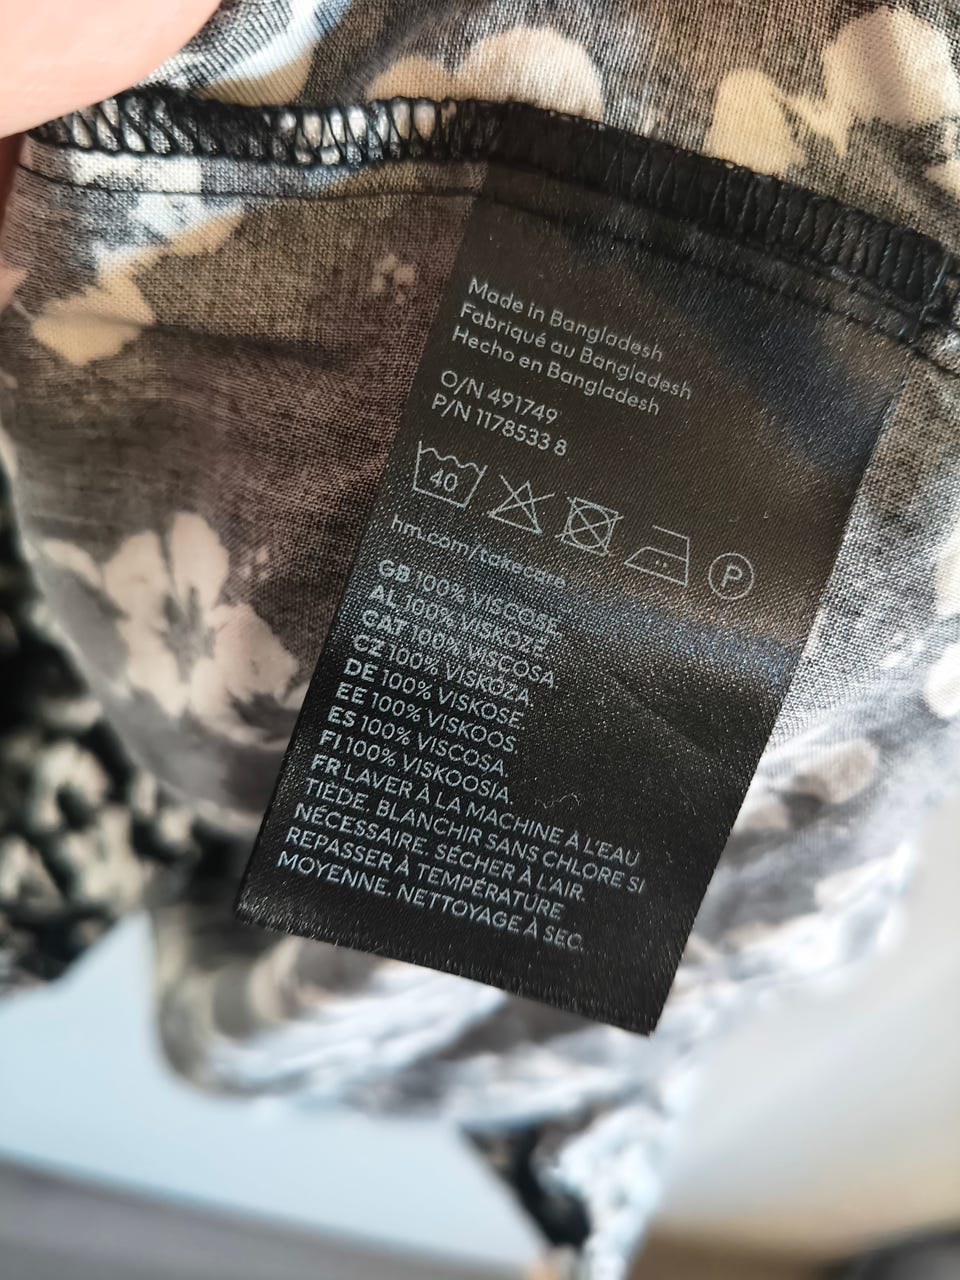 Made in Bangladesh
Fabriqué au Bangladesh
Hecho en Bangladesh
O/N 491749
P/N 1178533 8
40
P
hm.com/takecare
GB 100% VISCOSE.
AL 100% VISKOZE.
CAT 100% VISCOSA.
CZ 100% VISKÓZA.
DE 100% VISKOSE
EE 100% VISKOOS.
ES 100% VISCOSA.
FI 100% VISKOOSIA.
FR LAVER À LA MACHINE À L'EAU
TIÈDE. BLANCHIR SANS CHLORE SI
NÉCESSAIRE. SÉCHER À L'AIR.
REPASSER À TEMPÉRATURE
MOYENNE. NETTOYAGE À SEC.